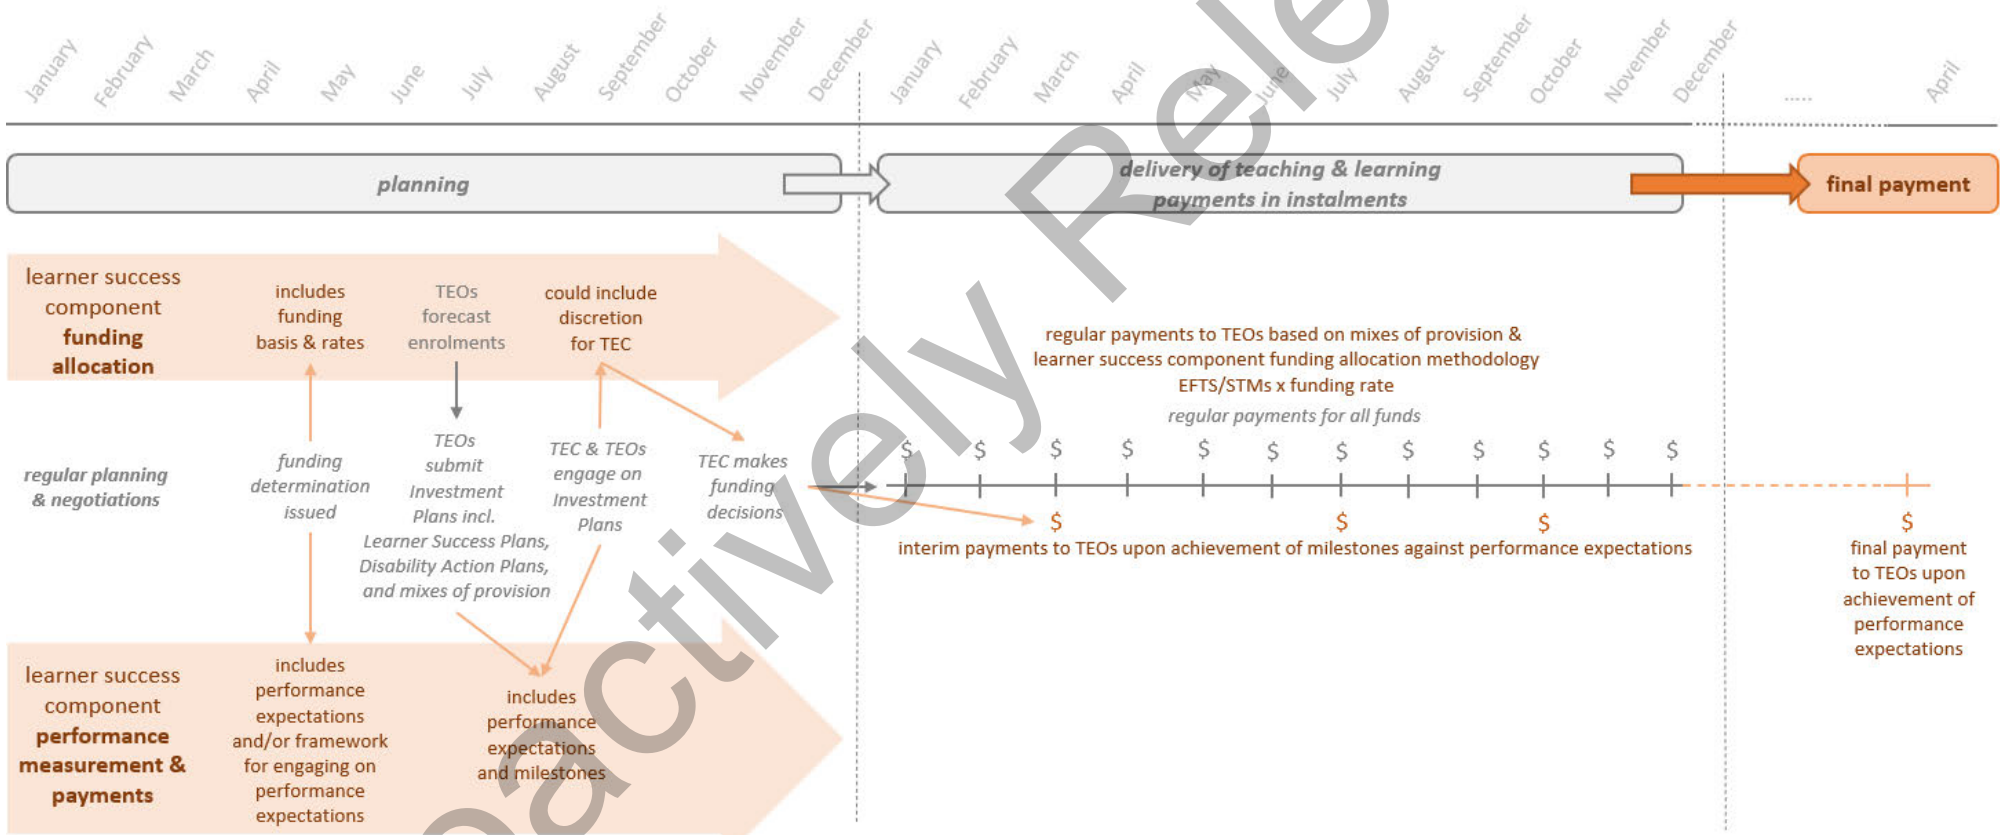 January February March April May June July August September October November December January February March April May June July August September October November December ..... April
planning
delivery of teaching & learning
payments in instalments
final payment
learner success
component
funding
allocation
includes
funding
basis & rates
TEOs
forecast
enrolments
could include
discretion
for TEC
regular payments to TEOs based on mixes of provision &
learner success component funding allocation methodology
EFTS/STMs x funding rate
regular payments for all funds
$ $ $ $ $ $ $ $ $ $ $ $
regular planning
& negotiations
funding
determination
issued
TEOs
submit
Investment
Plans incl.
Learner Success Plans,
Disability Action Plans,
and mixes of provision
TEC & TEOs
engage on
Investment
Plans
TEC makes
funding
decisions
$ $ $ $
interim payments to TEOs upon achievement of milestones against performance expectations
final payment
to TEOs upon
achievement of
performance
expectations
learner success
component
performance
measurement &
payments
includes
performance
expectations
and/or framework
for engaging on
performance
expectations
includes
performance
expectations
and milestones
oactively Rele